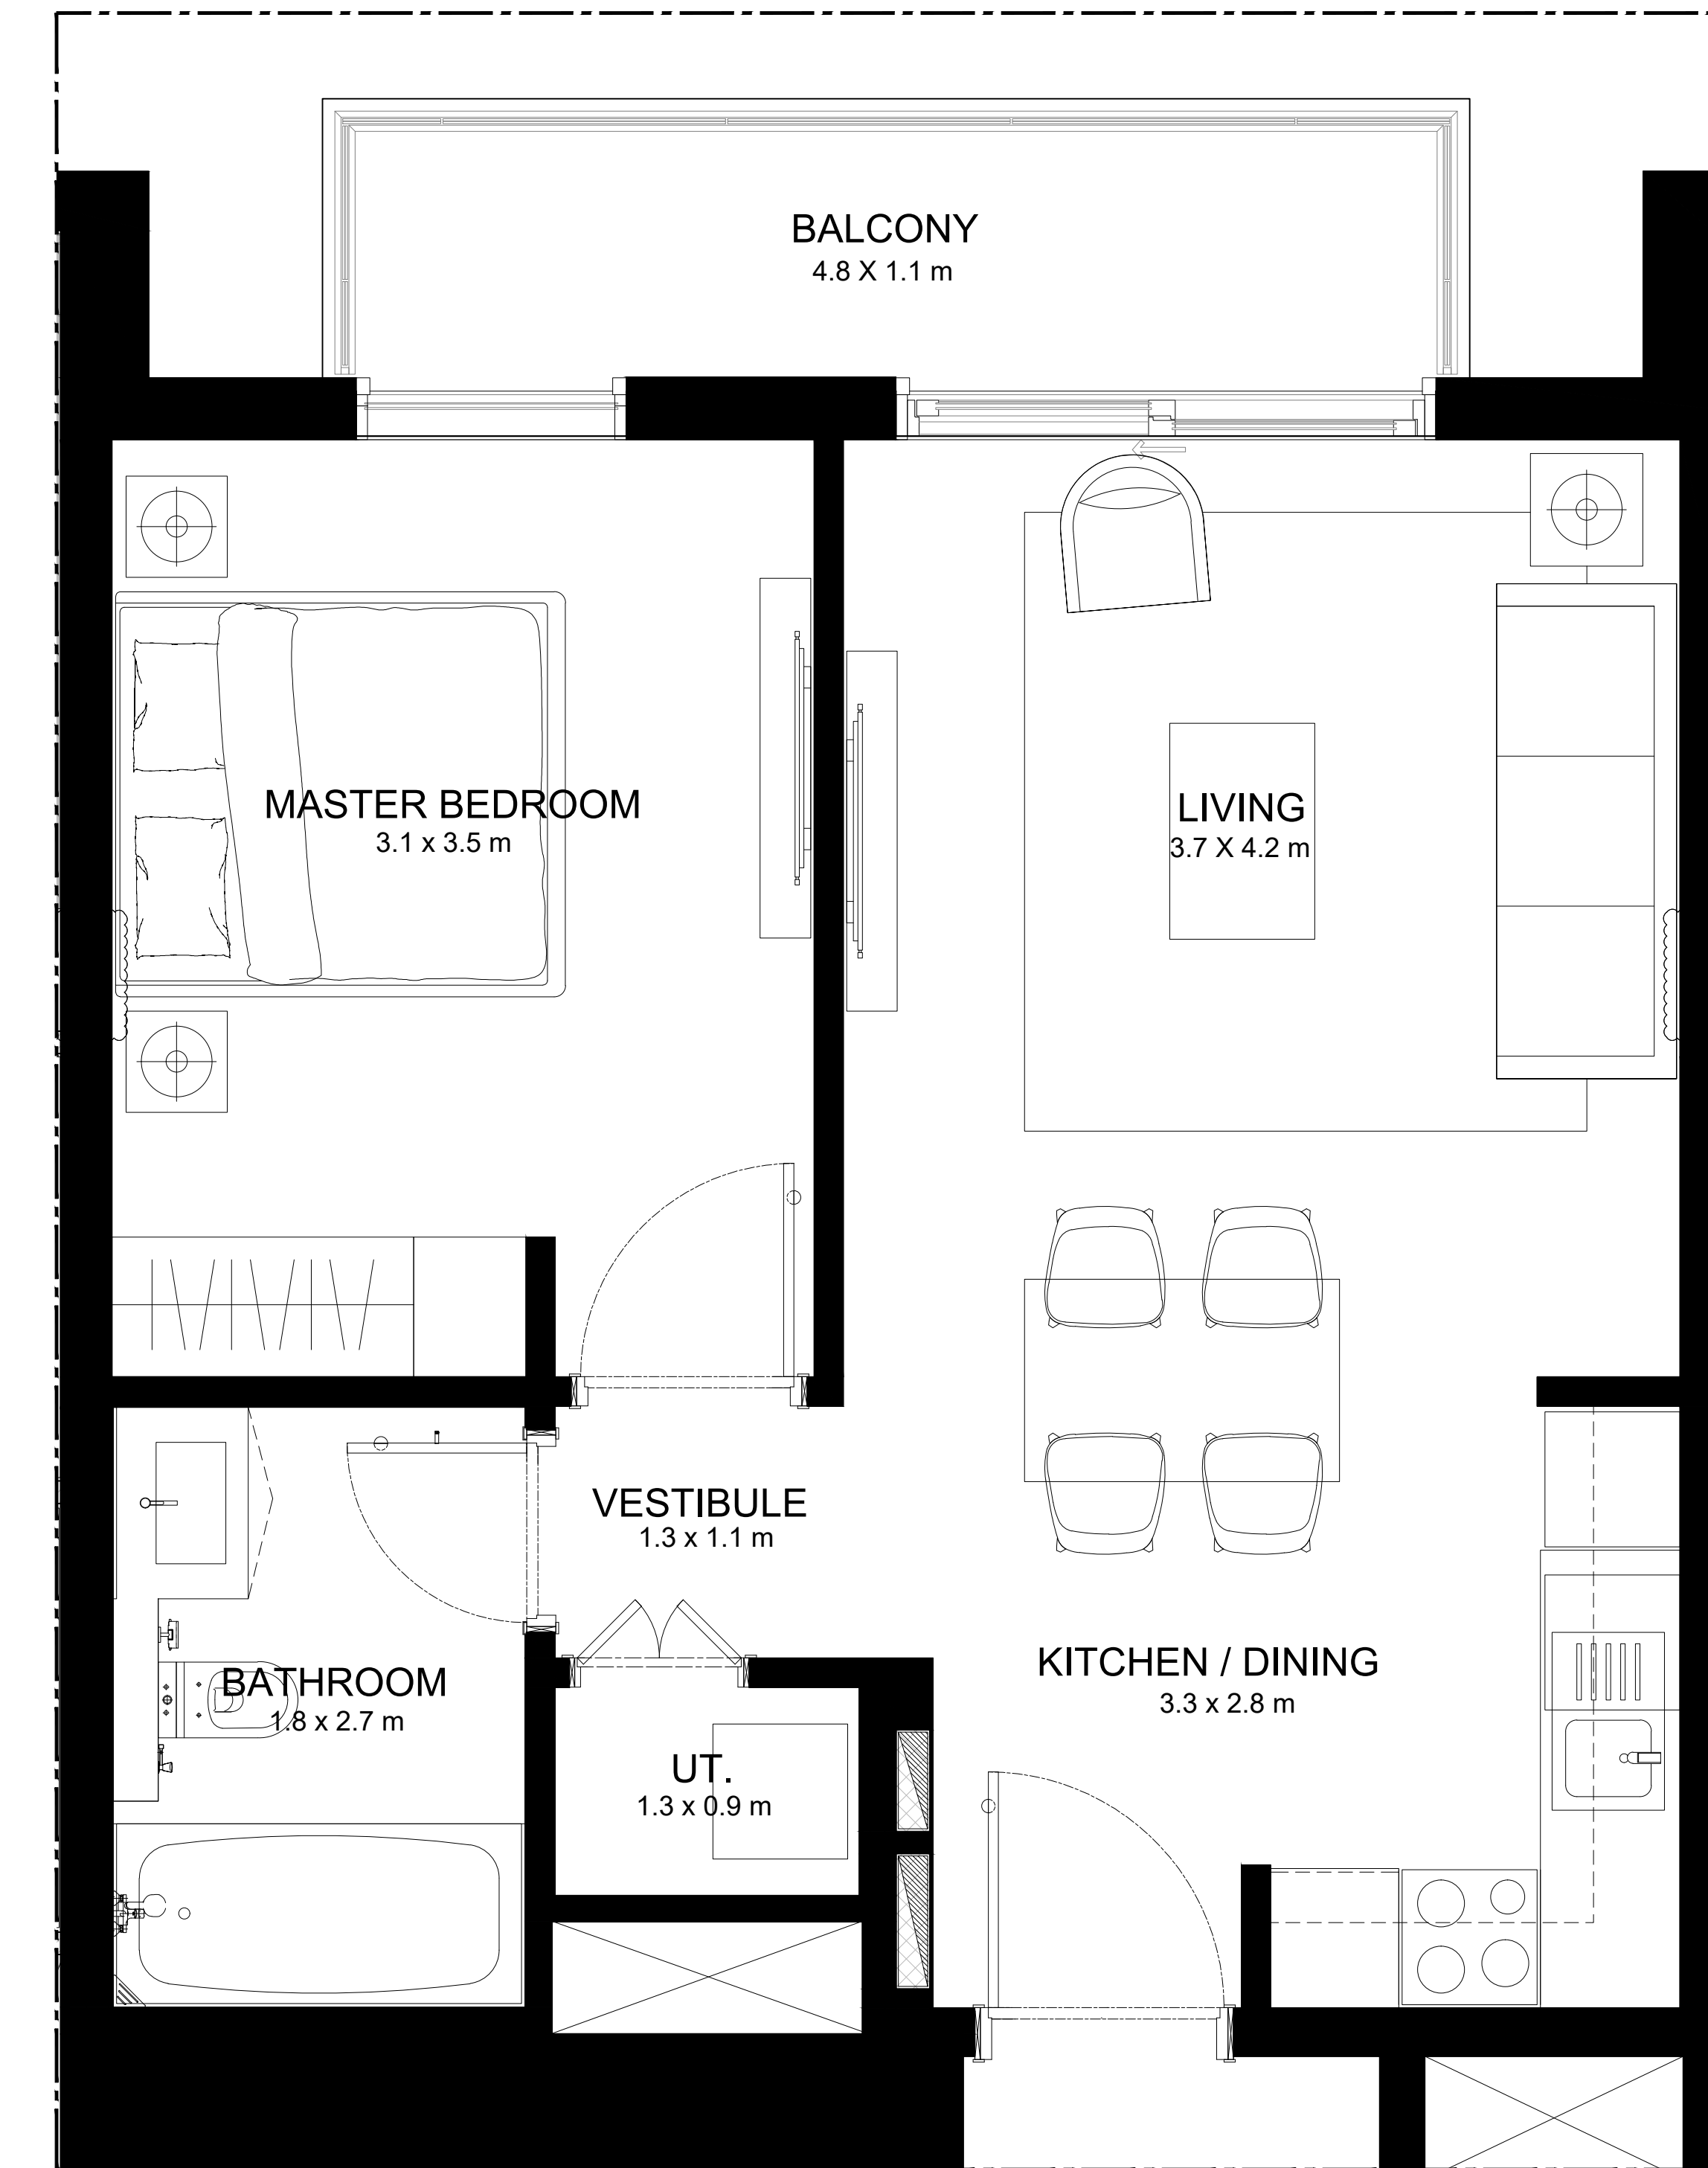 BALCONY
4.8 X 1.1 m
MASTER BEDROOM
3.1 x 3.5 m
LIVING
3.7 X 4.2 m
VESTIBULE
1.3 x 1.1 m
KITCHEN / DINING
3.3 x 2.8 m
BATHROOM
1.8 x 2.7 m
UT.
1.3 x 0.9 m